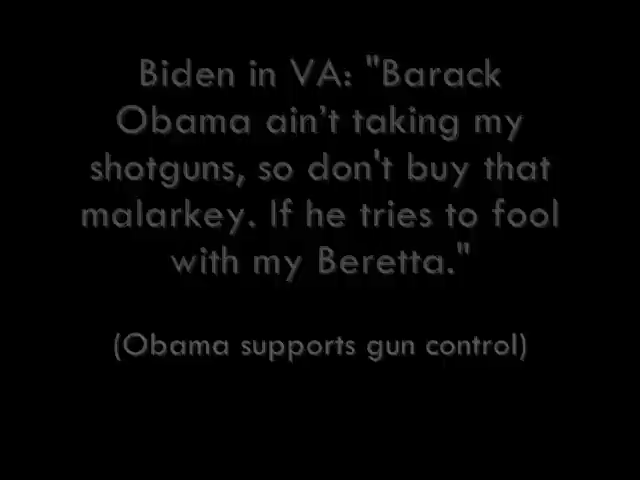 Biden in VA: "Barack
Obama ain’t taking my
shotguns, so don't buy that
malarkey. If he tries to fool
with my Beretta."
(Obama supports gun control)